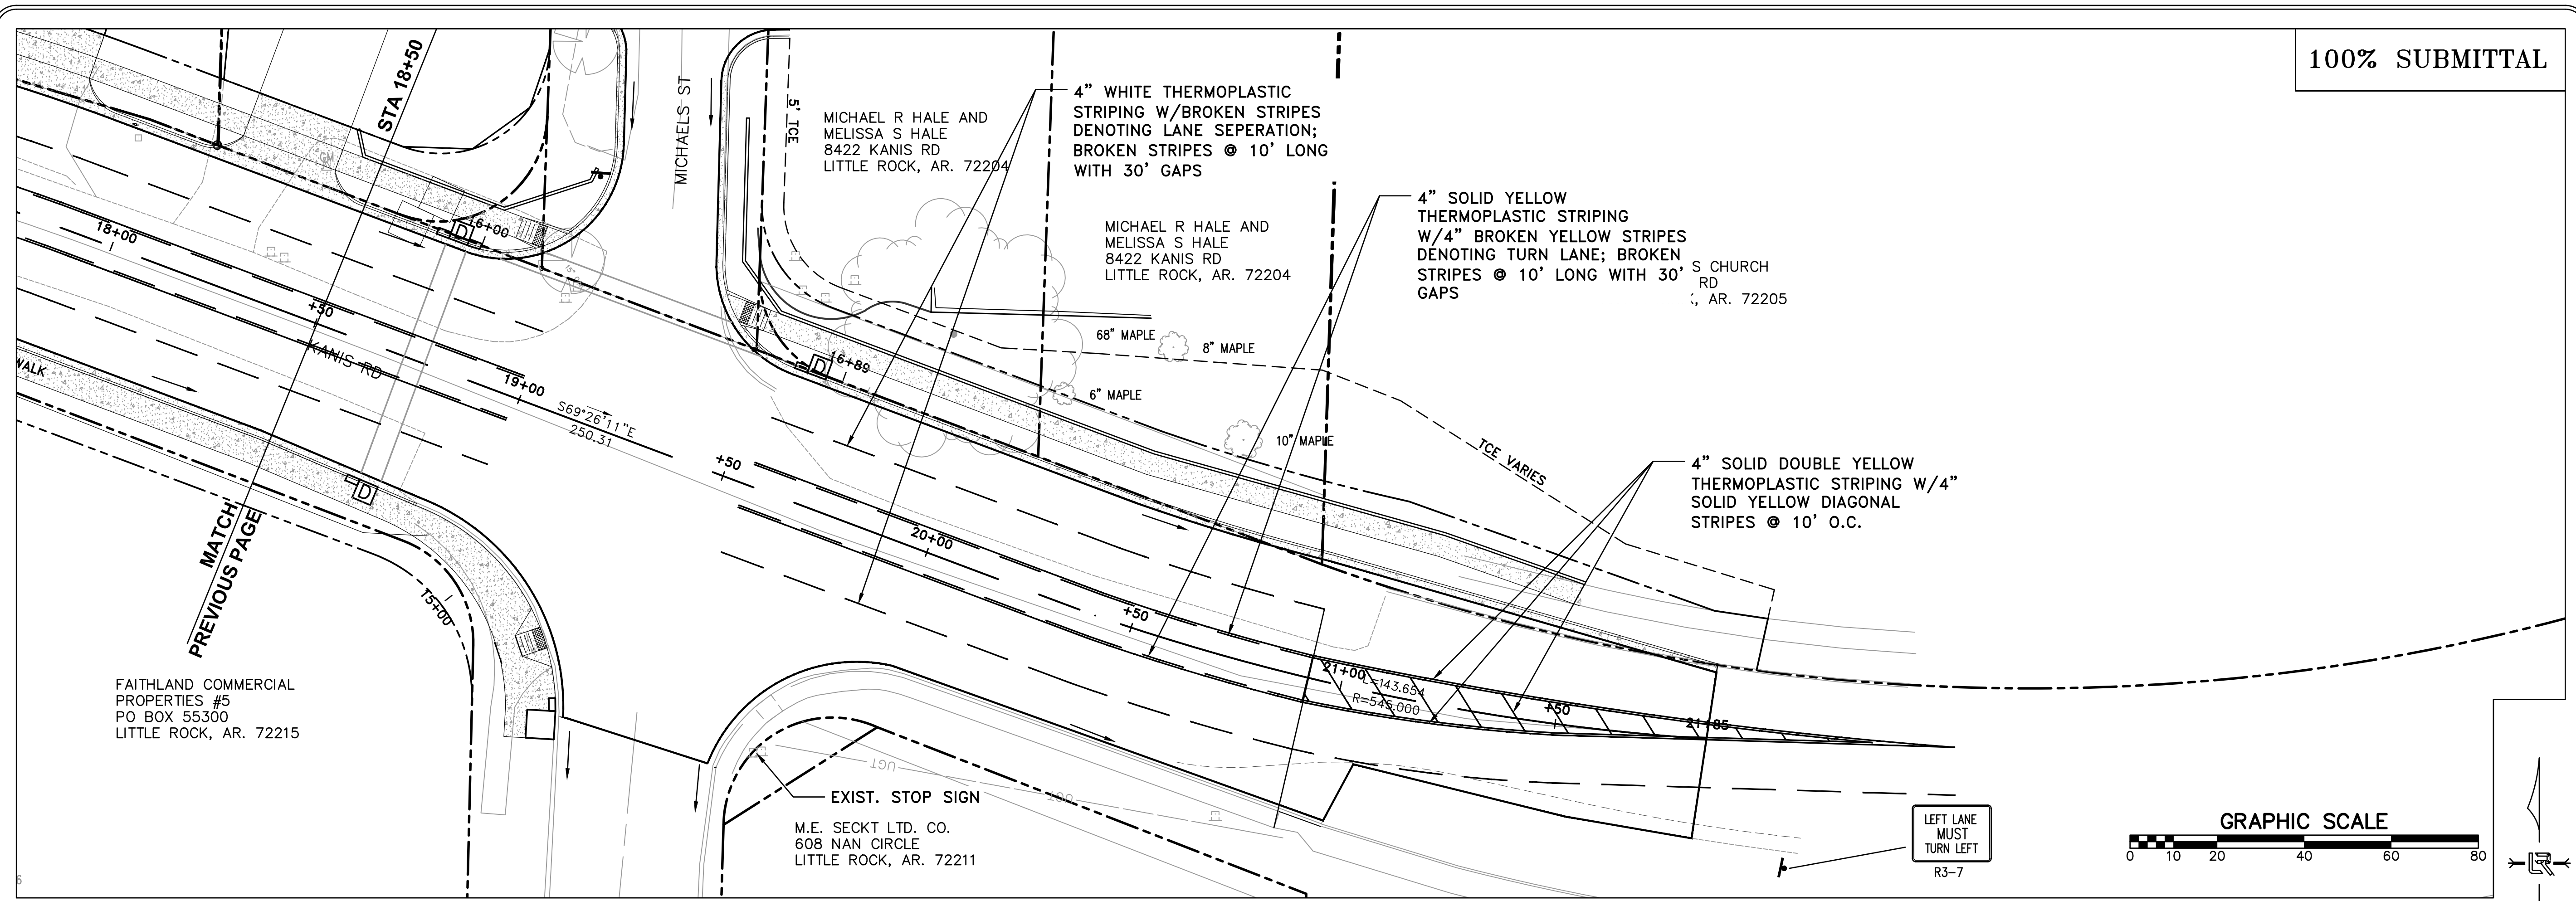 100% SUBMITTAL
STA 18+50
MICHAELS ST
5' TCE
MICHAEL R HALE AND
MELISSA S HALE
8422 KANIS RD
LITTLE ROCK, AR. 72204
4" WHITE THERMOPLASTIC
STRIPING W/BROKEN STRIPES
DENOTING LANE SEPERATION;
BROKEN STRIPES @ 10' LONG
WITH 30' GAPS
MICHAEL R HALE AND
MELISSA S HALE
8422 KANIS RD
LITTLE ROCK, AR. 72204
4" SOLID YELLOW
THERMOPLASTIC STRIPING
W/4" BROKEN YELLOW STRIPES
DENOTING TURN LANE; BROKEN
STRIPES @ 10' LONG WITH 30'
GAPS
S CHURCH
RD
, AR. 72205
GM
18+00
16+00
D
+50
KANIS RD
WALK
19+00
S69°26'11"E
250.31
D
16+89
68" MAPLE
8" MAPLE
6" MAPLE
10" MAPLE
TCE VARIES
4" SOLID DOUBLE YELLOW
THERMOPLASTIC STRIPING W/4"
SOLID YELLOW DIAGONAL
STRIPES @ 10' O.C.
+50
D
MATCH
PREVIOUS PAGE
20+00
15+00
+50
21+00
L=143.654
R=545.000
+50
21+85
FAITHLAND COMMERCIAL
PROPERTIES #5
PO BOX 55300
LITTLE ROCK, AR. 72215
UGT
UGT
EXIST. STOP SIGN
M.E. SECKT LTD. CO.
608 NAN CIRCLE
LITTLE ROCK, AR. 72211
LEFT LANE
MUST
TURN LEFT
R3-7
GRAPHIC SCALE
0 10 20 40 60 80
LR
6